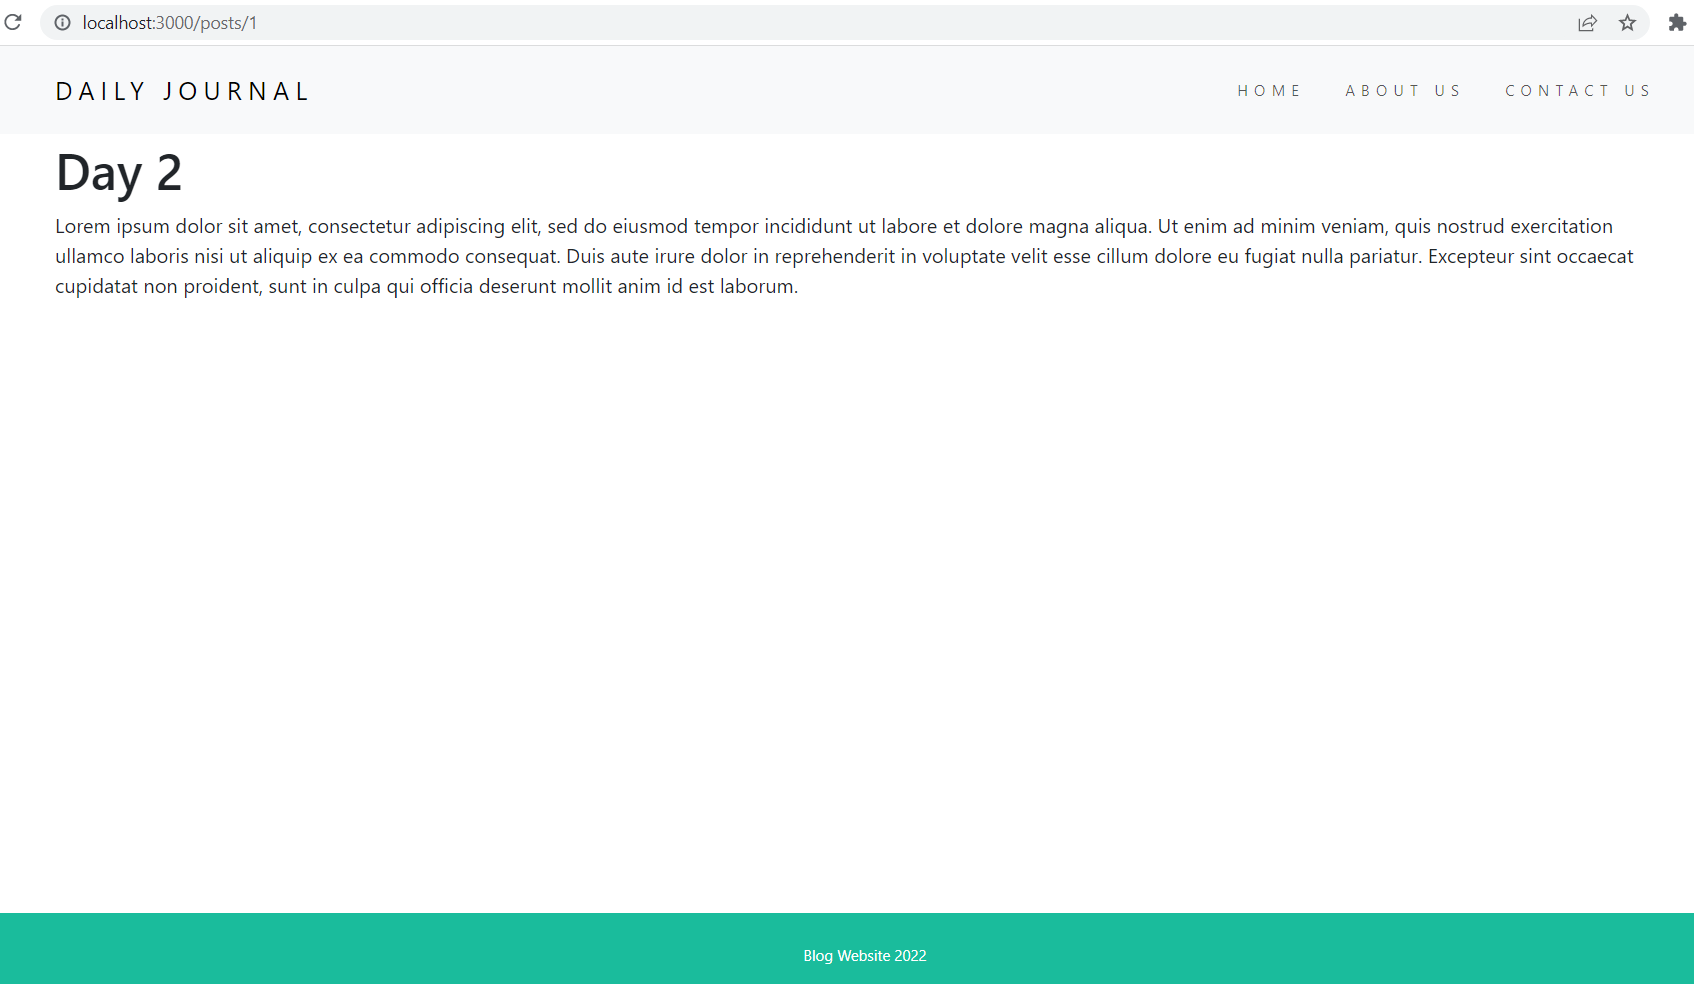 localhost:3000/posts/1
DAILY JOURNAL
HOME ABOUT US CONTACT US
Day 2
Lorem ipsum dolor sit amet, consectetur adipiscing elit, sed do eiusmod tempor incididunt ut labore et dolore magna aliqua. Ut enim ad minim veniam, quis nostrud exercitation
ullamco laboris nisi ut aliquip ex ea commodo consequat. Duis aute irure dolor in reprehenderit in voluptate velit esse cillum dolore eu fugiat nulla pariatur. Excepteur sint occaecat
cupidatat non proident, sunt in culpa qui officia deserunt mollit anim id est laborum.
Blog Website 2022